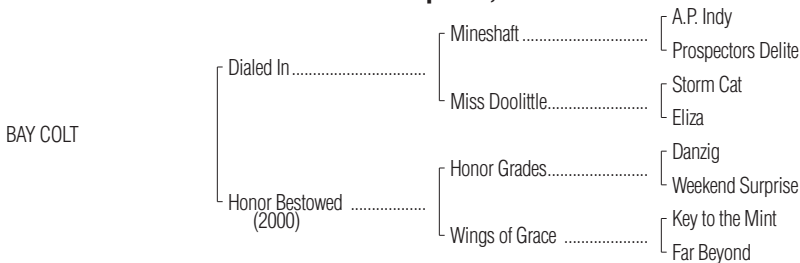 A.P. Indy
Mineshaft ..............................
Prospectors Delite
Dialed In................................
Storm Cat
Miss Doolittle........................
Eliza
BAY COLT
Danzig
Honor Grades........................
Weekend Surprise
Honor Bestowed ..................
(2000)
Key to the Mint
Wings of Grace ....................
Far Beyond